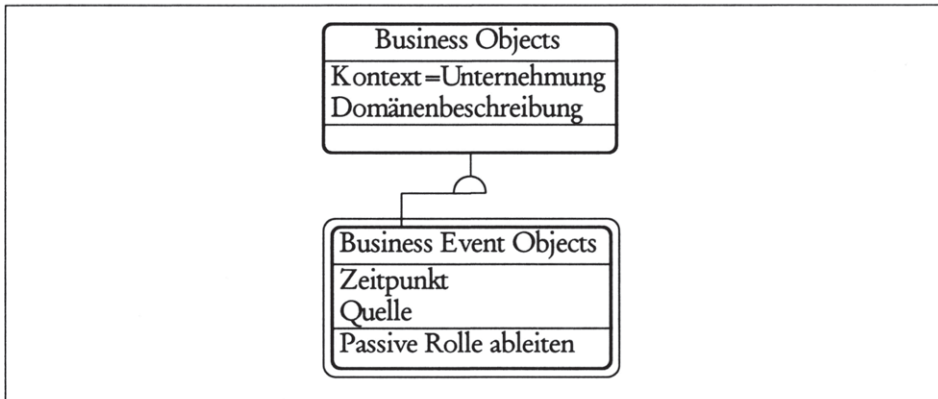 Business Objects
Kontext=Unternehmung
Domänenbeschreibung
Business Event Objects
Zeitpunkt
Quelle
Passive Rolle ableiten